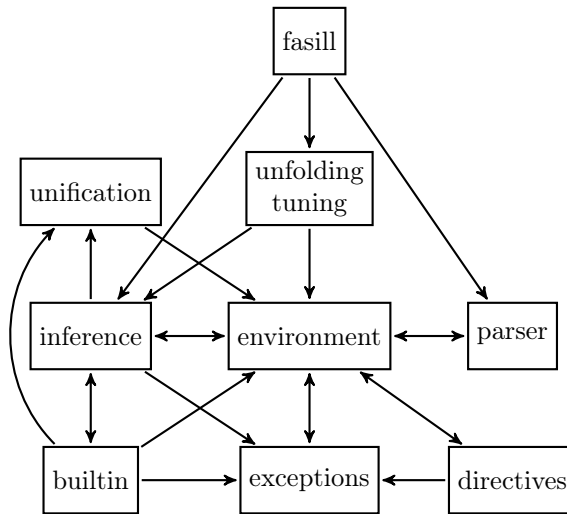 fasill
unification
unfolding
tuning
inference
environment
parser
builtin
exceptions
directives